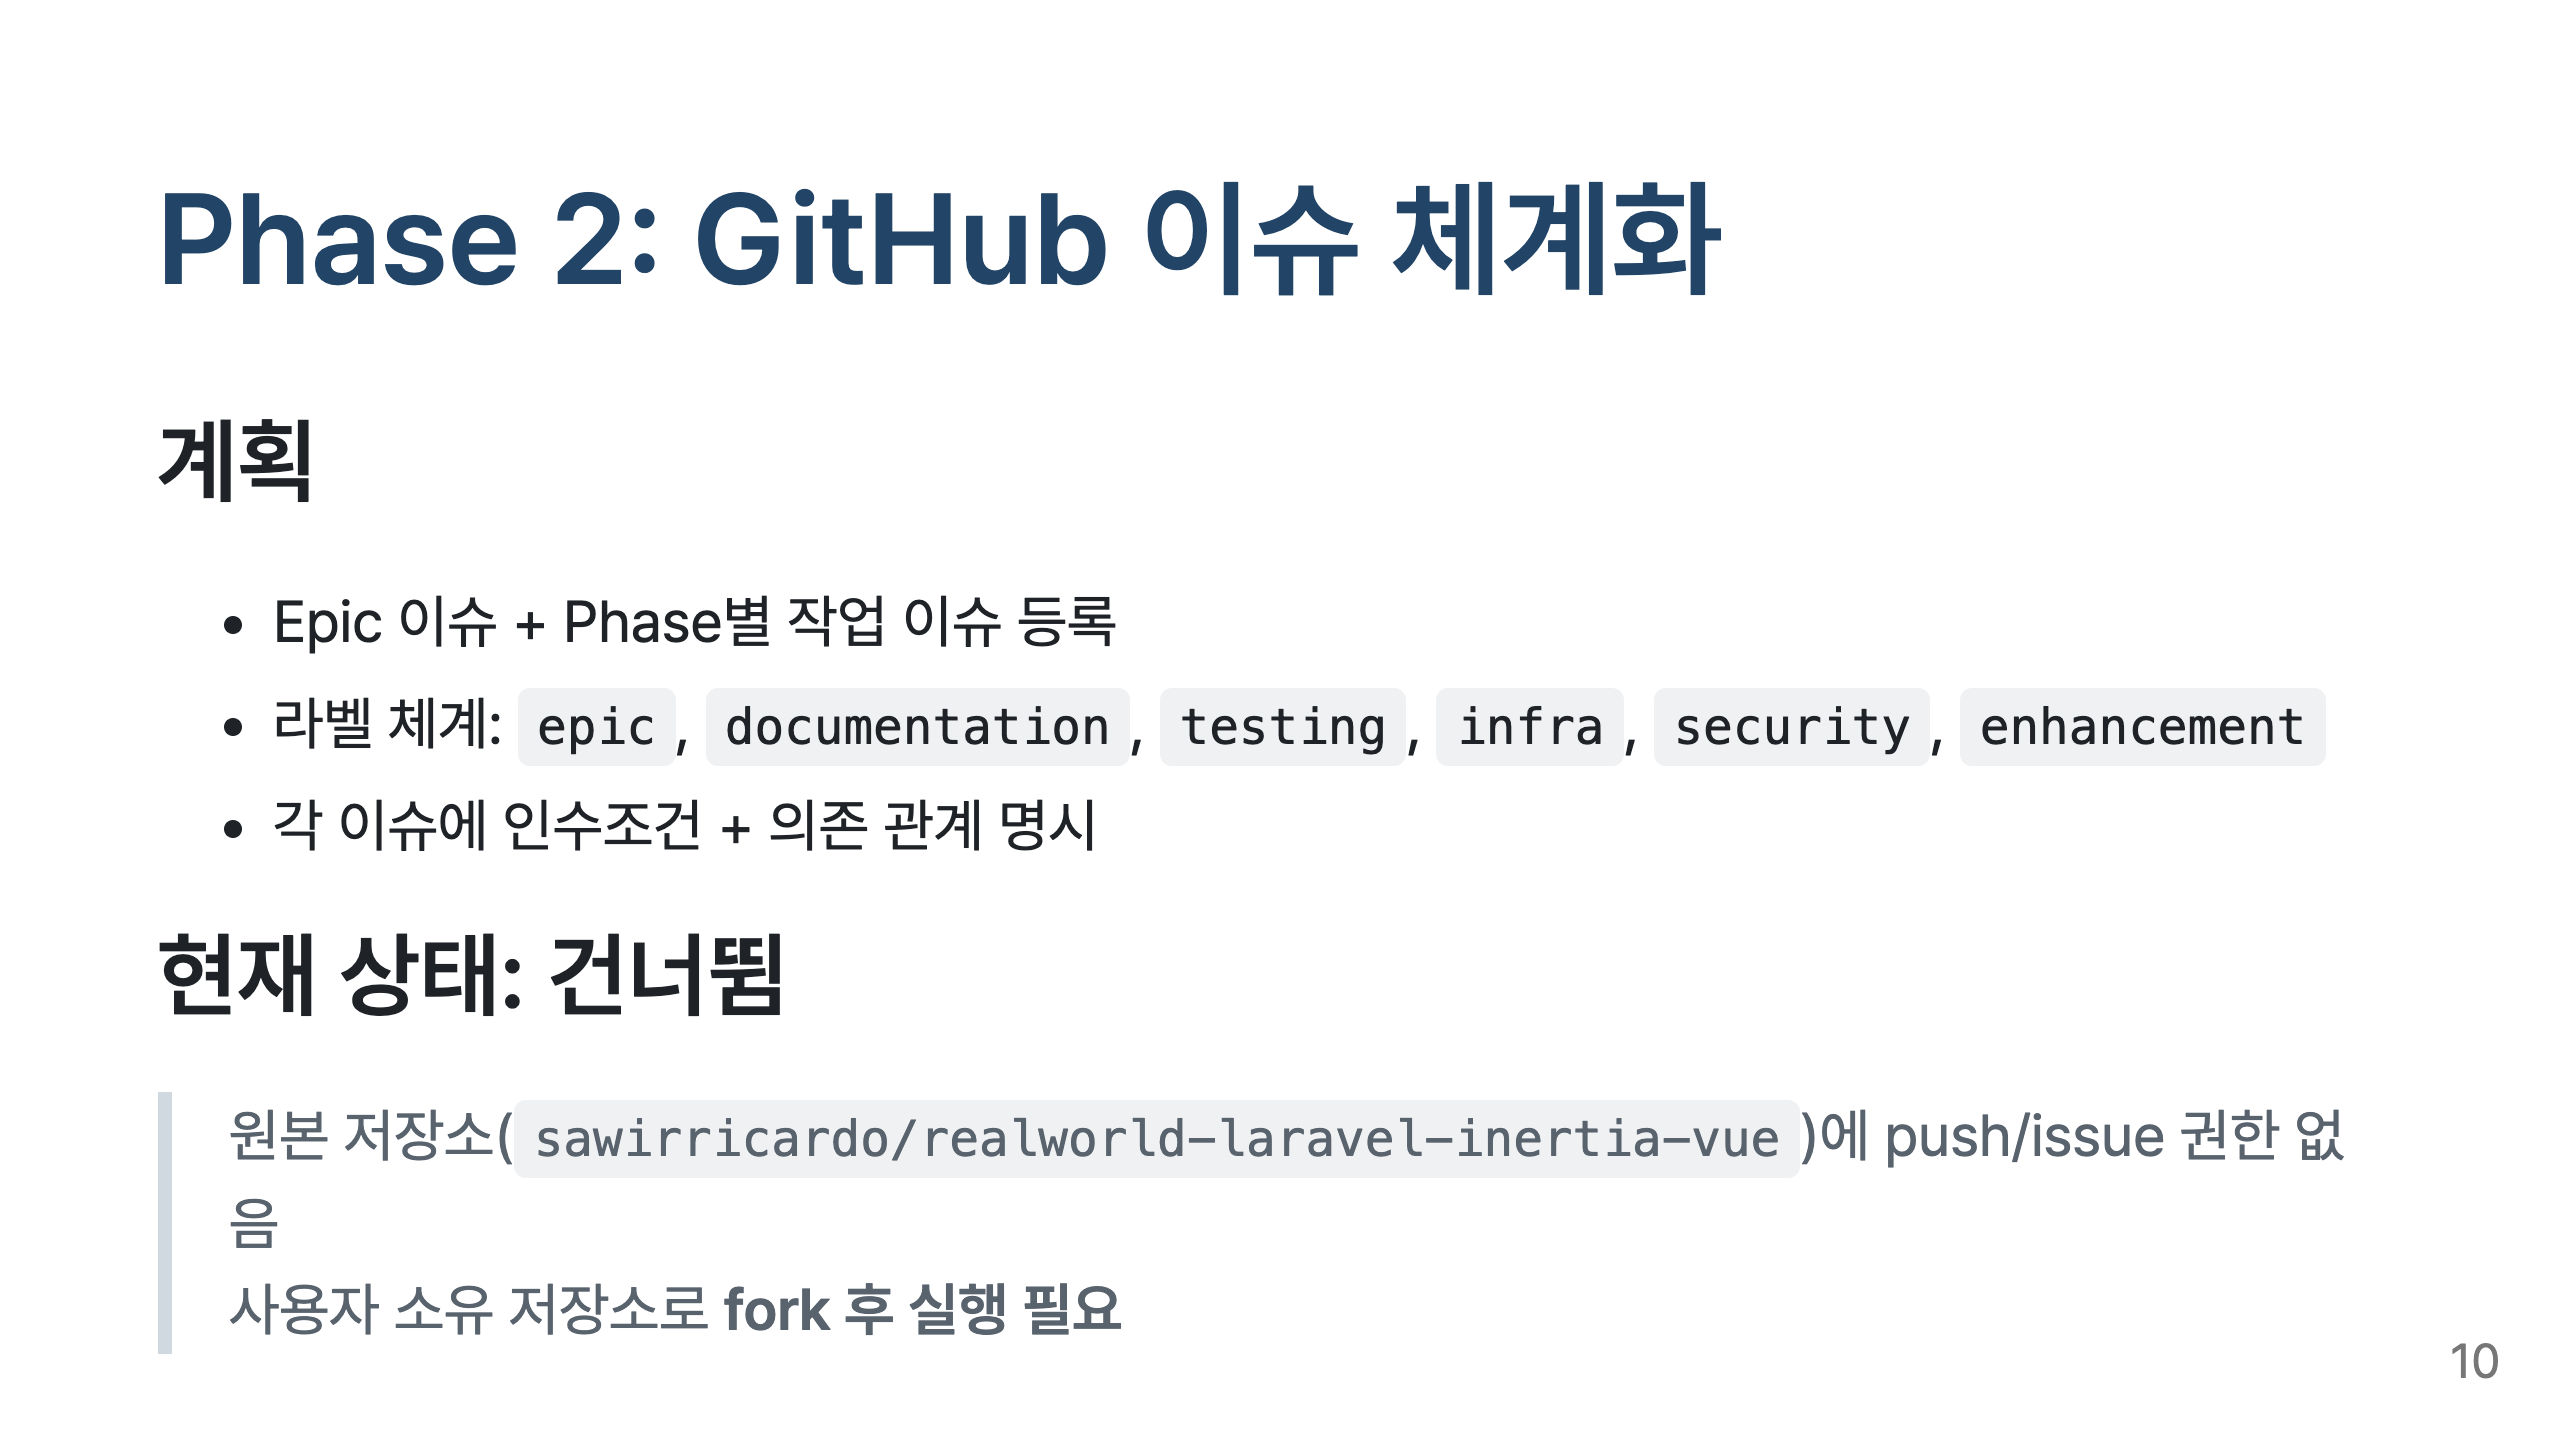 Phase 2: GitHub 이슈 체계화
계획
• Epic 이슈 + Phase별 작업 이슈 등록
• 라벨 체계: epic, documentation, testing, infra, security, enhancement
• 각 이슈에 인수조건 + 의존 관계 명시
현재 상태: 건너뜀
원본 저장소(sawirricardo/realworld-laravel-inertia-vue)에 push/issue 권한 없
음
사용자 소유 저장소로 fork 후 실행 필요
10